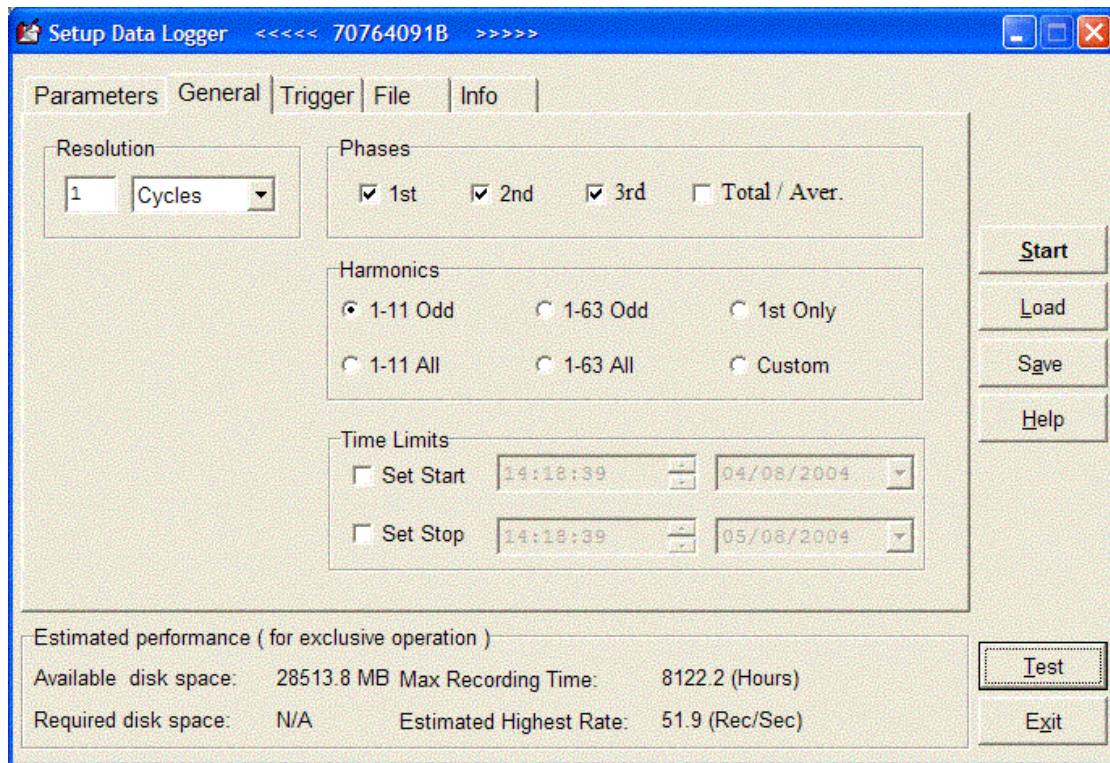 Setup Data Logger <<<<< 70764091B >>>>>
Parameters General Trigger File Info
Resolution
1 Cycles
Phases
1st 2nd 3rd Total / Aver.
Harmonics
1-11 Odd 1-63 Odd 1st Only
1-11 All 1-63 All Custom
Time Limits
Set Start 14:18:39 04/08/2004
Set Stop 14:18:39 05/08/2004
Start
Load
Save
Help
Estimated performance ( for exclusive operation )
Available disk space: 28513.8 MB Max Recording Time: 8122.2 (Hours)
Required disk space: N/A Estimated Highest Rate: 51.9 (Rec/Sec)
Test
Exit